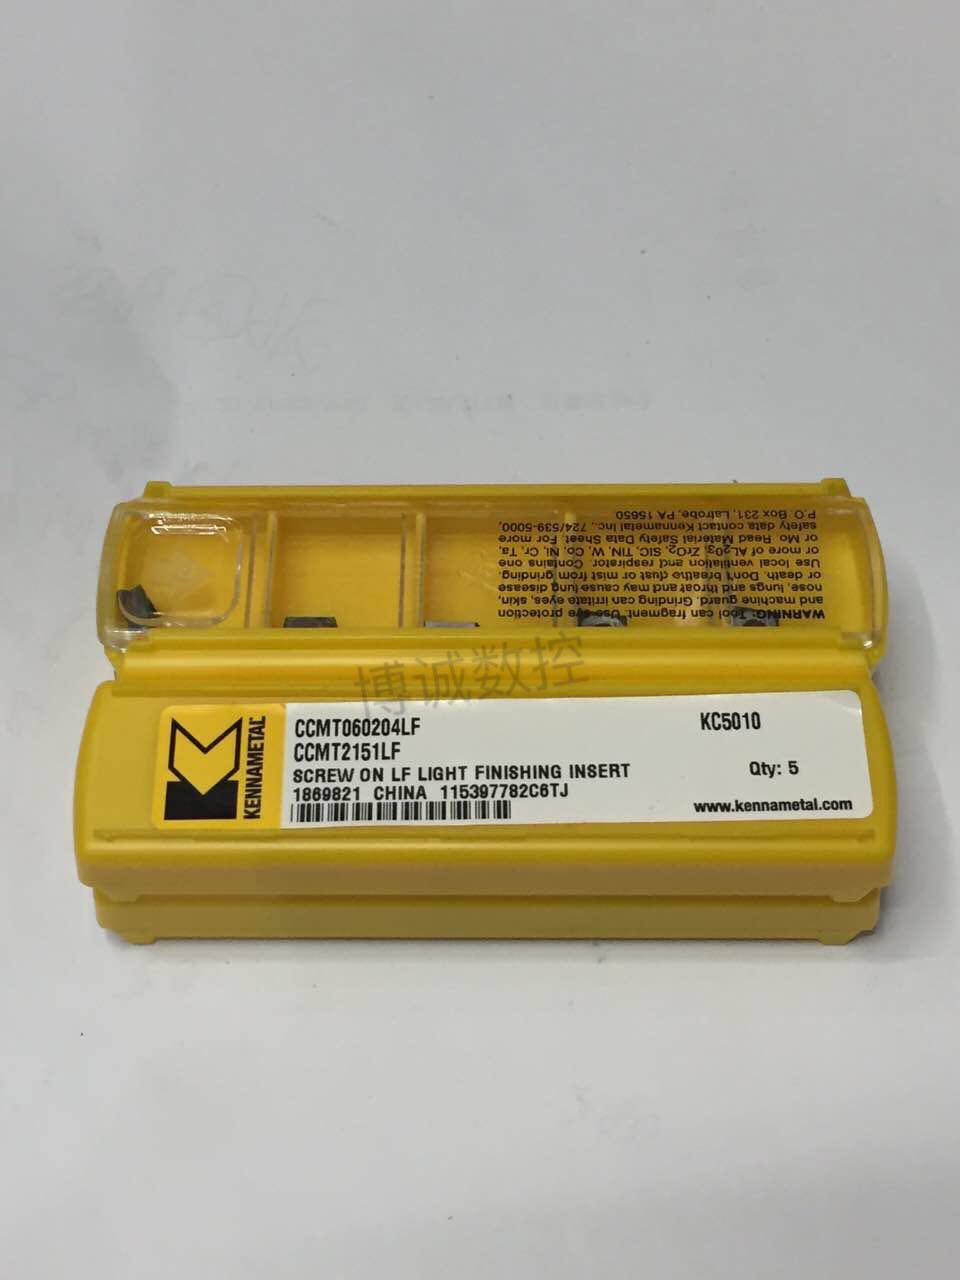 WARNING: Tool can fragment. Use eye protection
and machine guard. Grinding can irritate eyes, skin,
nose, lungs and throat and may cause lung disease
or death. Don't breathe dust or mist from grinding.
Use local ventilation and respirator. Contains one
or more of AL2O3, ZrO2, SIC, TIN, W, Co, Ni, Cr, Ta,
or Mo. Read Material Safety Data Sheet. For more
safety data contact Kennametal Inc., 724/539-5000,
P.O. Box 231, Latrobe, PA 15650
博诚数控
KENNAMETAL
CCMT060204LF
KC5010
CCMT2151LF
SCREW ON LF LIGHT FINISHING INSERT
Qty: 5
1869821 CHINA 115397782C6TJ
www.kennametal.com